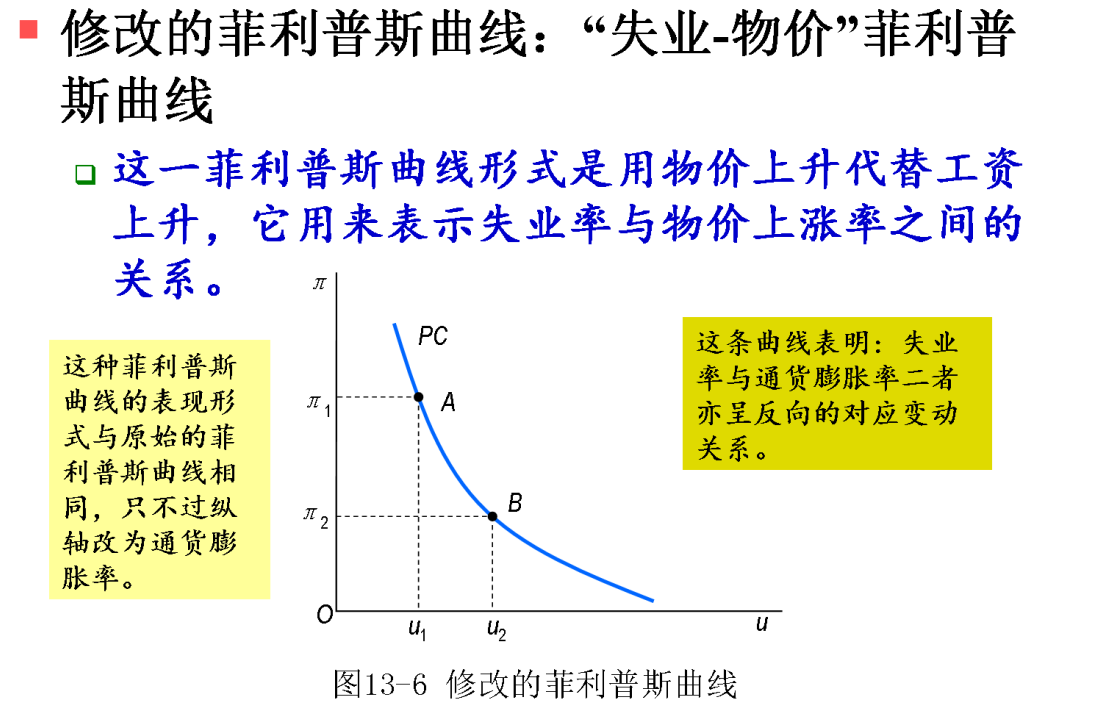 修改的菲利普斯曲线：“失业-物价”菲利普
斯曲线
这一菲利普斯曲线形式是用物价上升代替工资
上升，它用来表示失业率与物价上涨率之间的
关系。
这种菲利普斯
曲线的表现形
式与原始的菲
利普斯曲线相
同，只不过纵
轴改为通货膨
胀率。
π
PC
π1
A
π2
B
O
u1
u2
u
这条曲线表明：失业
率与通货膨胀率二者
亦呈反向的对应变动
关系。
图13-6 修改的菲利普斯曲线